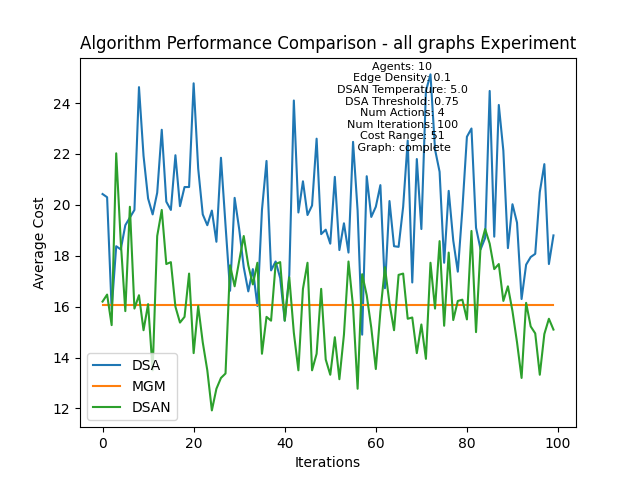 Algorithm Performance Comparison - all graphs Experiment
Agents: 10
Edge Density: 0.1
DSAN Temperature: 5.0
DSA Threshold: 0.75
Num Actions: 4
Num Iterations: 100
Cost Range: 51
Graph: complete
Average Cost
24
22
20
18
16
14
12
DSA
MGM
DSAN
0
20
40
60
80
100
Iterations